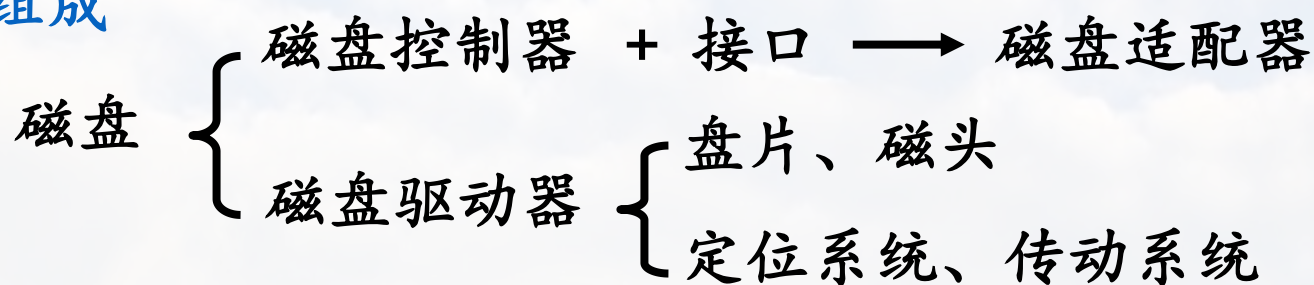 组成
磁盘控制器 + 接口 → 磁盘适配器
磁盘
盘片、磁头
磁盘驱动器
定位系统、传动系统